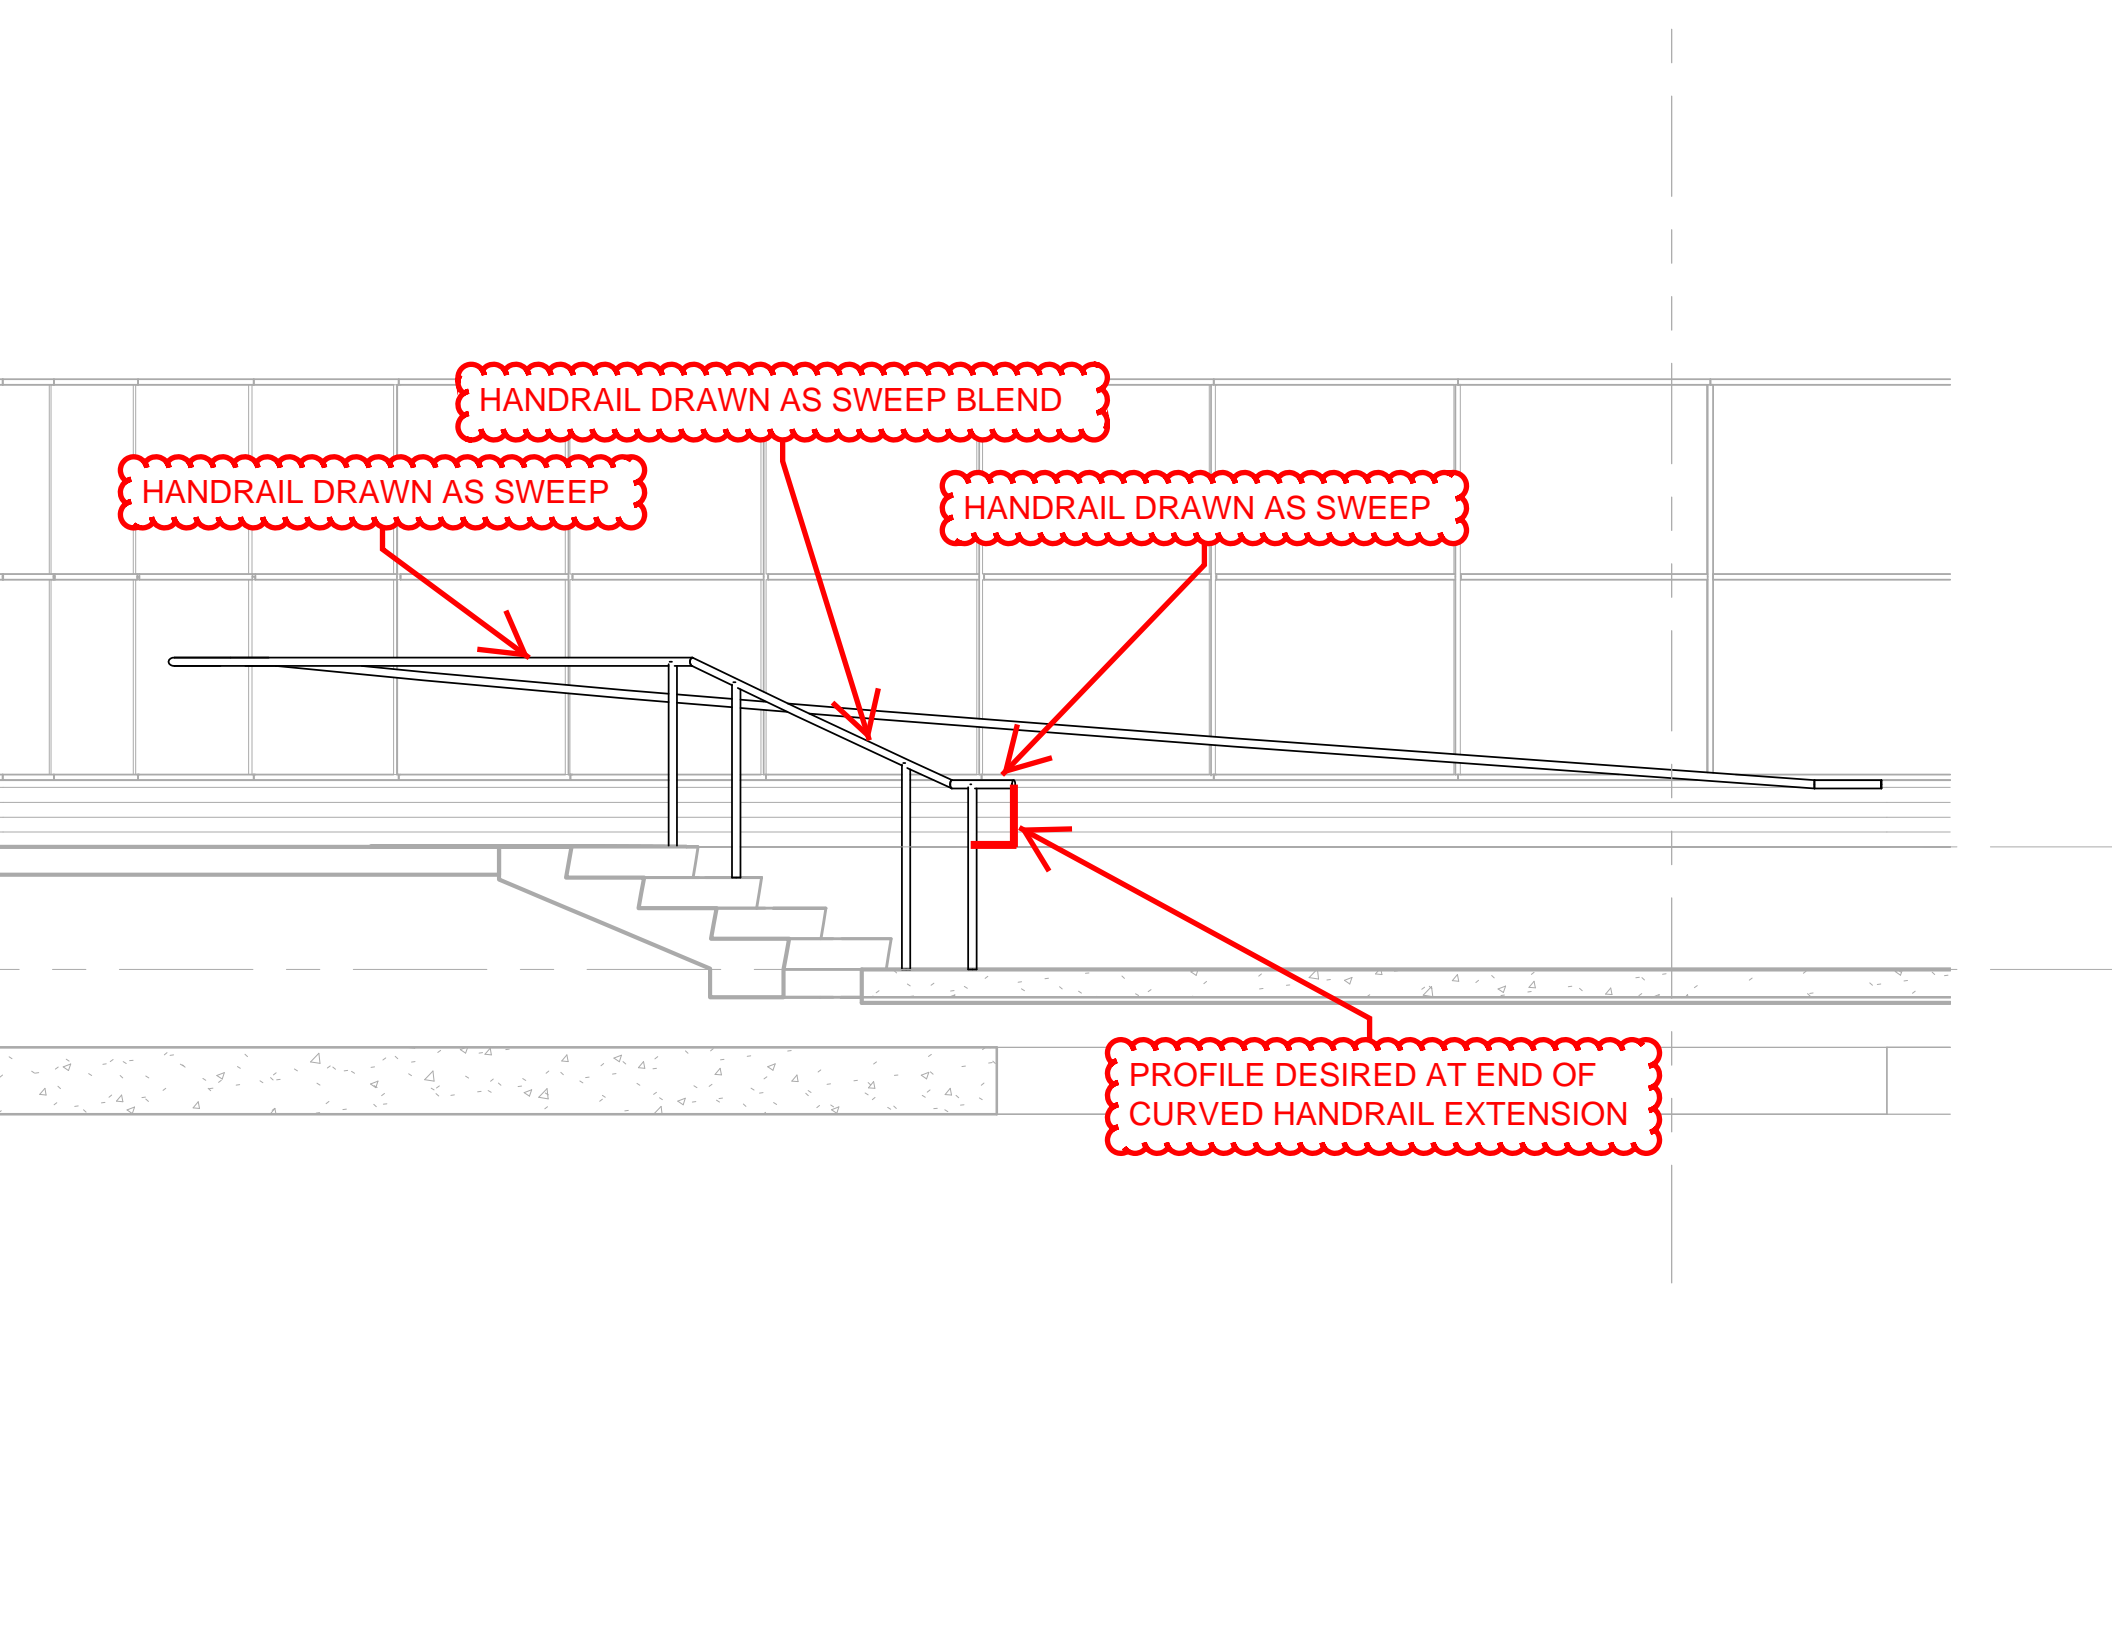 HANDRAIL DRAWN AS SWEEP BLEND
HANDRAIL DRAWN AS SWEEP
HANDRAIL DRAWN AS SWEEP
PROFILE DESIRED AT END OF
CURVED HANDRAIL EXTENSION